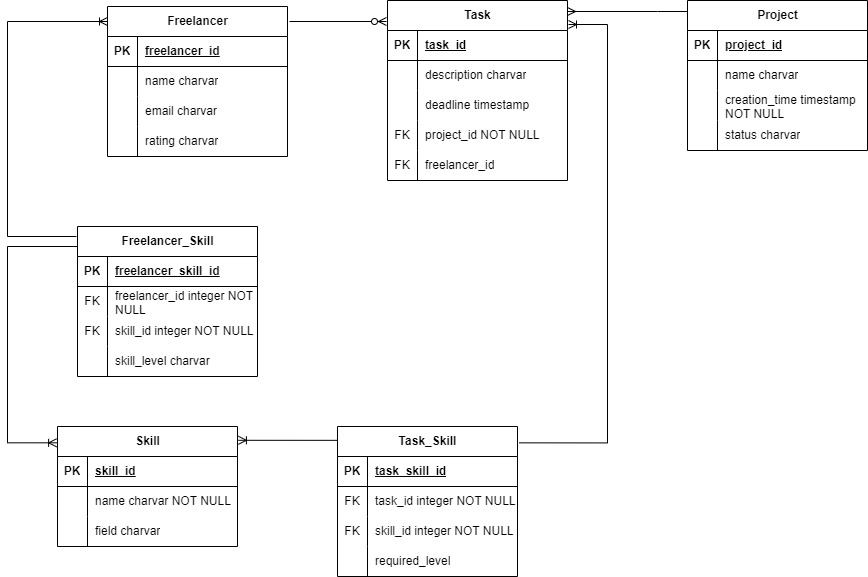 Freelancer
PK freelancer_id
name charvar
email charvar
rating charvar
Task
PK task_id
description charvar
deadline timestamp
FK project_id NOT NULL
FK freelancer_id
Project
PK project_id
name charvar
creation_time timestamp
NOT NULL
status charvar
Freelancer_Skill
PK freelancer_skill_id
FK freelancer_id integer NOT
NULL
FK skill_id integer NOT NULL
skill_level charvar
Skill
PK skill_id
name charvar NOT NULL
field charvar
Task_Skill
PK task_skill_id
FK task_id integer NOT NULL
FK skill_id integer NOT NULL
required_level